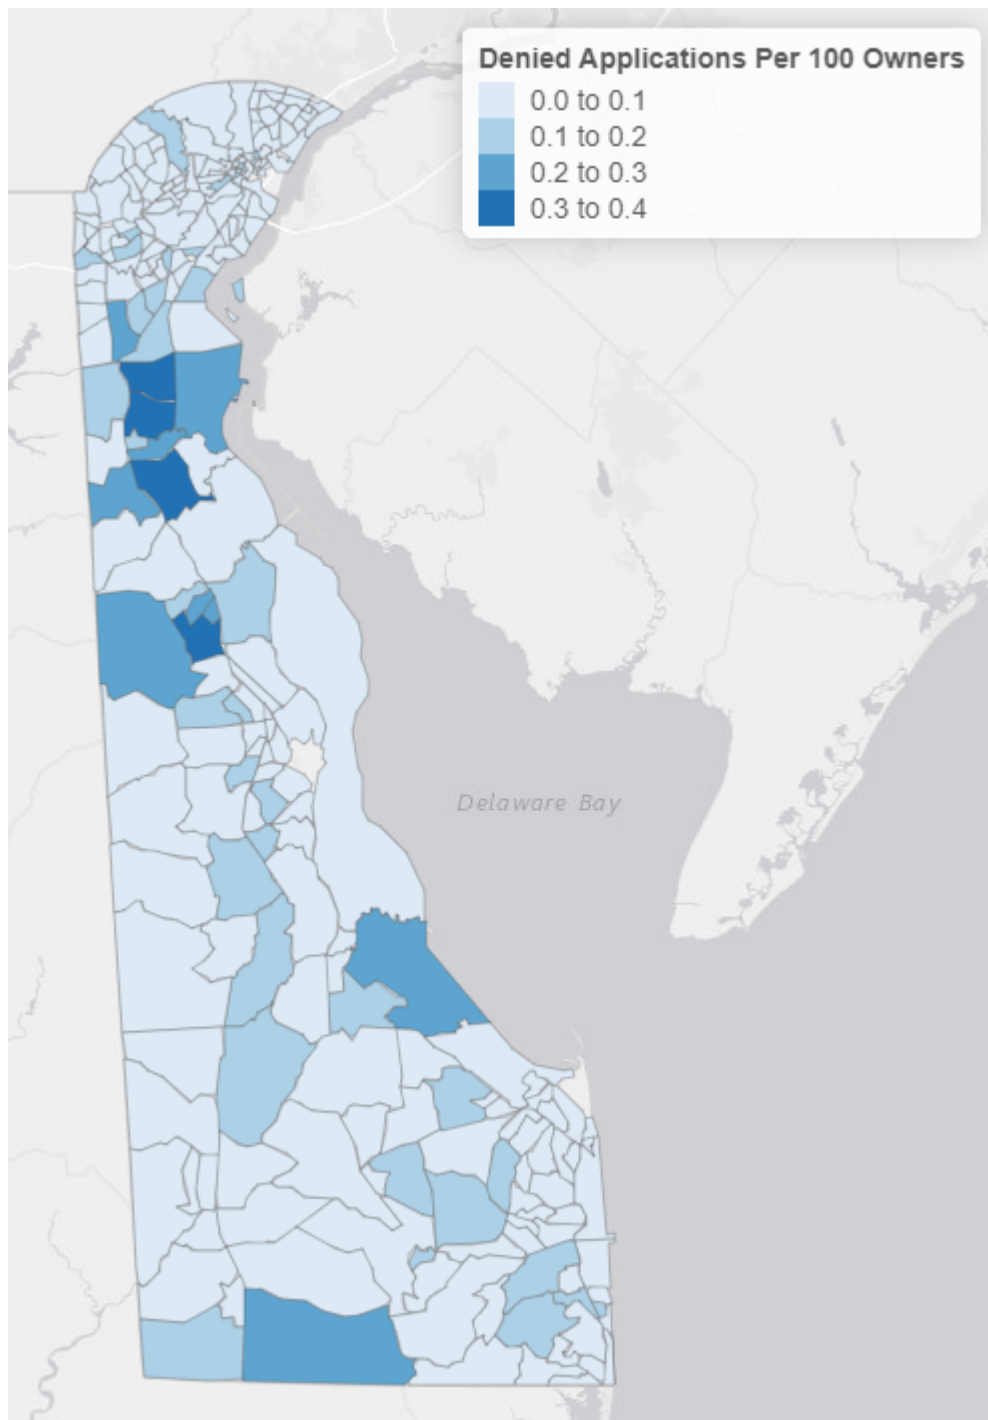 Denied Applications Per 100 Owners
0.0 to 0.1
0.1 to 0.2
0.2 to 0.3
0.3 to 0.4
Delaware Bay